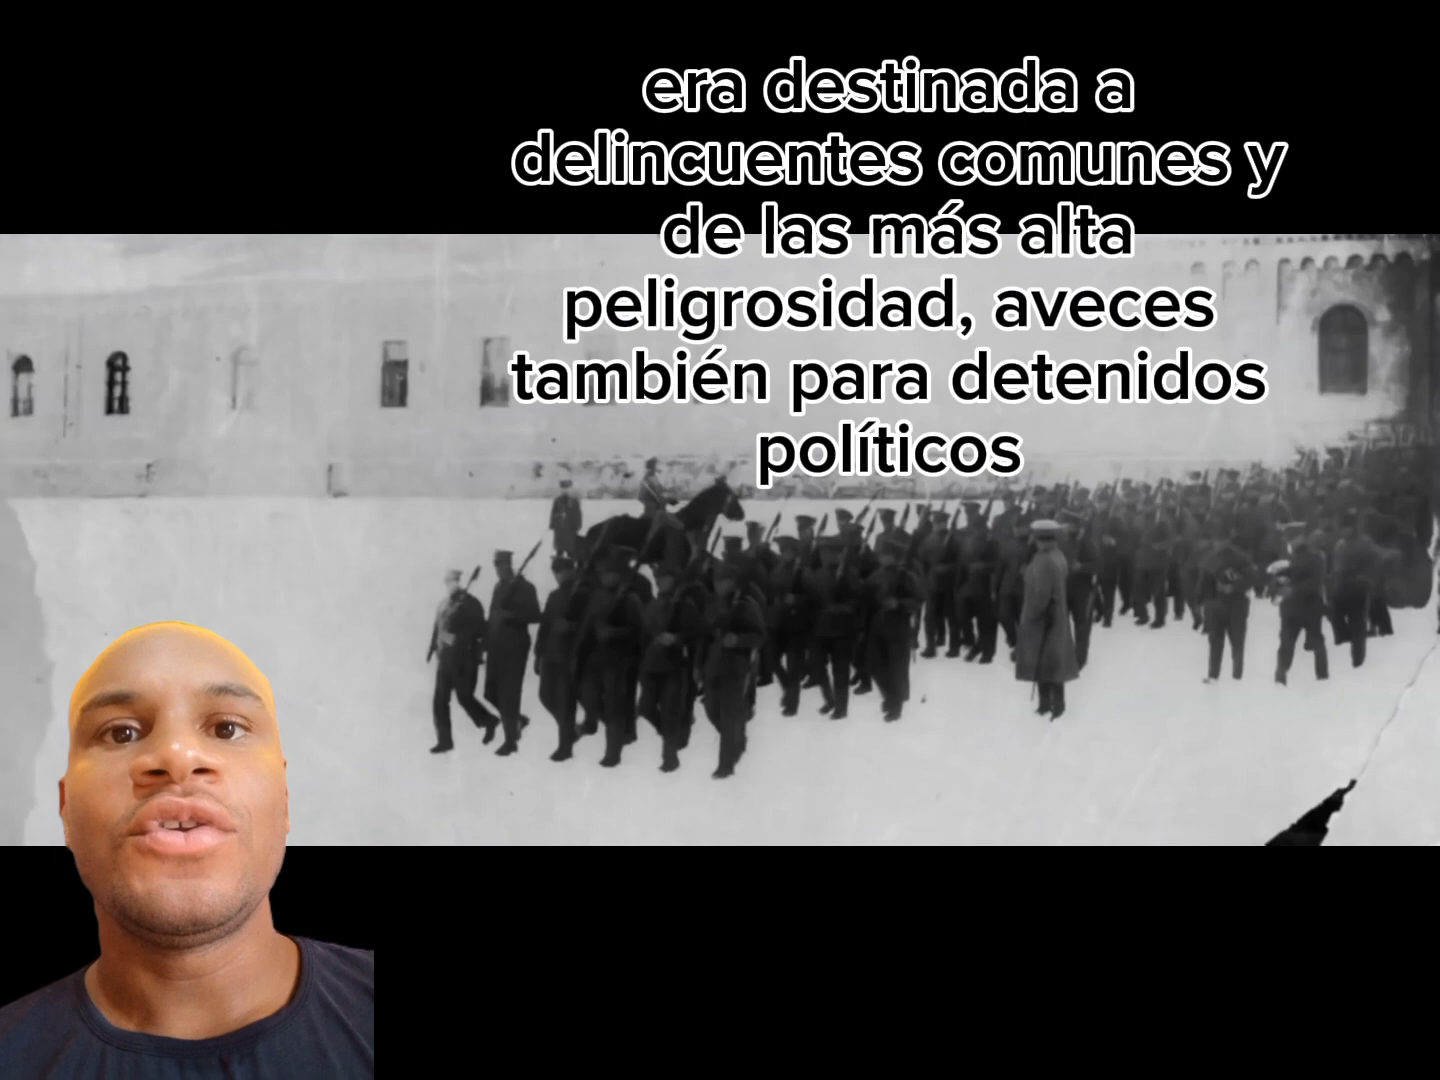 era destinada a
delincuentes comunes y
de las más alta
peligrosidad, aveces
también para detenidos
políticos